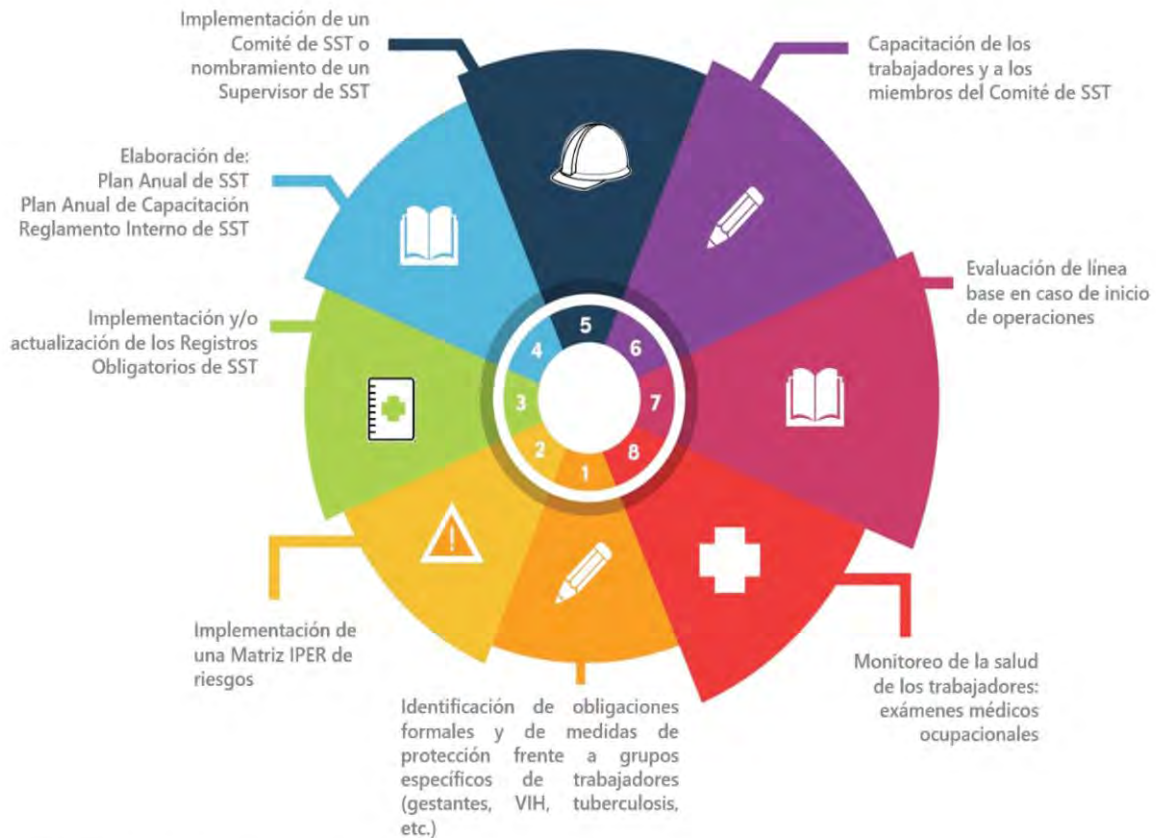 Implementación de un
Comité de SST o
nombramiento de un
Supervisor de SST
Capacitación de los
trabajadores y a los
miembros del Comité de SST
Elaboración de:
Plan Anual de SST
Plan Anual de Capacitación
Reglamento Interno de SST
Evaluación de línea
base en caso de inicio
de operaciones
Implementación y/o
actualización de los Registros
Obligatorios de SST
5
4
6
3
7
2
8
1
Implementación de
una Matriz IPER de
riesgos
Identificación de obligaciones
formales y de medidas de
protección frente a grupos
específicos de trabajadores
(gestantes, VIH, tuberculosis,
etc.)
Monitoreo de la salud
de los trabajadores:
exámenes médicos
ocupacionales